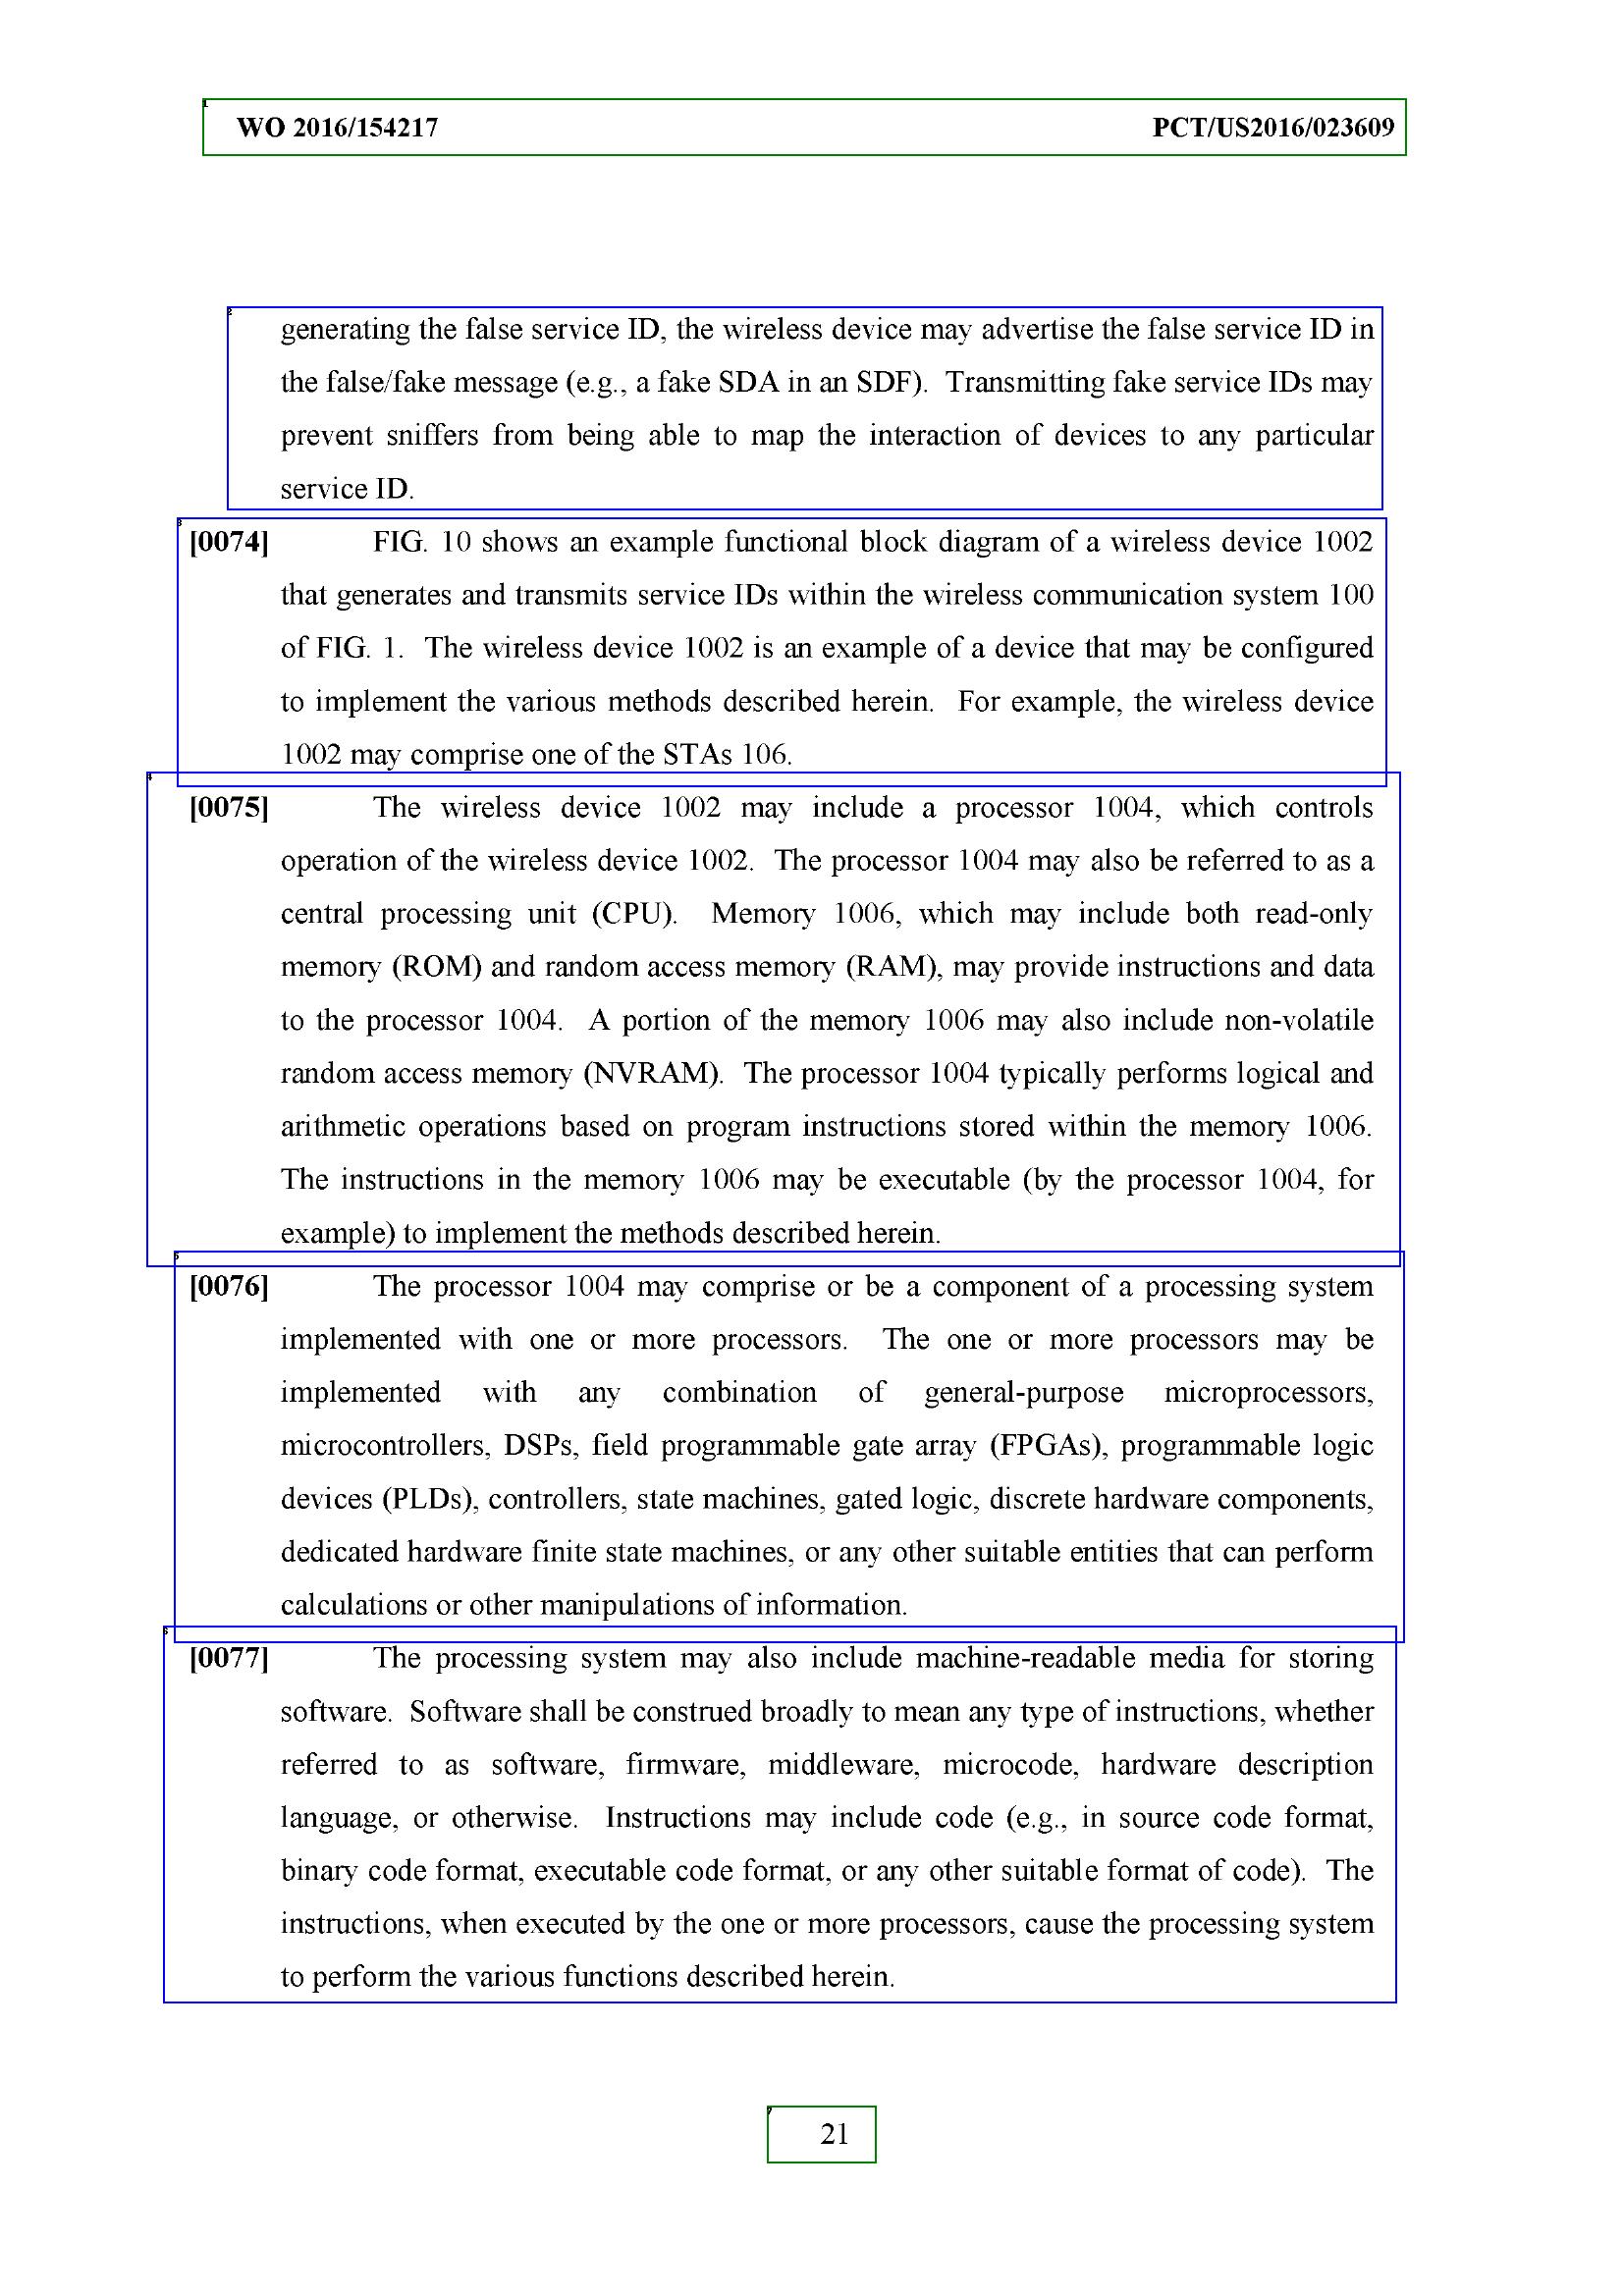 WO 2016/154217 PCT/US2016/023609
generating the false service ID, the wireless device may advertise the false service ID in
the false/fake message (e.g., a fake SDA in an SDF). Transmitting fake service IDs may
prevent sniffers from being able to map the interaction of devices to any particular
service ID.
[0074] FIG. 10 shows an example functional block diagram of a wireless device 1002
that generates and transmits service IDs within the wireless communication system 100
of FIG. 1. The wireless device 1002 is an example of a device that may be configured
to implement the various methods described herein. For example, the wireless device
1002 may comprise one of the STAs 106.
[0075] The wireless device 1002 may include a processor 1004, which controls
operation of the wireless device 1002. The processor 1004 may also be referred to as a
central processing unit (CPU). Memory 1006, which may include both read-only
memory (ROM) and random access memory (RAM), may provide instructions and data
to the processor 1004. A portion of the memory 1006 may also include non-volatile
random access memory (NVRAM). The processor 1004 typically performs logical and
arithmetic operations based on program instructions stored within the memory 1006.
The instructions in the memory 1006 may be executable (by the processor 1004, for
example) to implement the methods described herein.
[0076] The processor 1004 may comprise or be a component of a processing system
implemented with one or more processors. The one or more processors may be
implemented with any combination of general-purpose microprocessors,
microcontrollers, DSPs, field programmable gate array (FPGAs), programmable logic
devices (PLDs), controllers, state machines, gated logic, discrete hardware components,
dedicated hardware finite state machines, or any other suitable entities that can perform
calculations or other manipulations of information.
[0077] The processing system may also include machine-readable media for storing
software. Software shall be construed broadly to mean any type of instructions, whether
referred to as software, firmware, middleware, microcode, hardware description
language, or otherwise. Instructions may include code (e.g., in source code format,
binary code format, executable code format, or any other suitable format of code). The
instructions, when executed by the one or more processors, cause the processing system
to perform the various functions described herein.
21